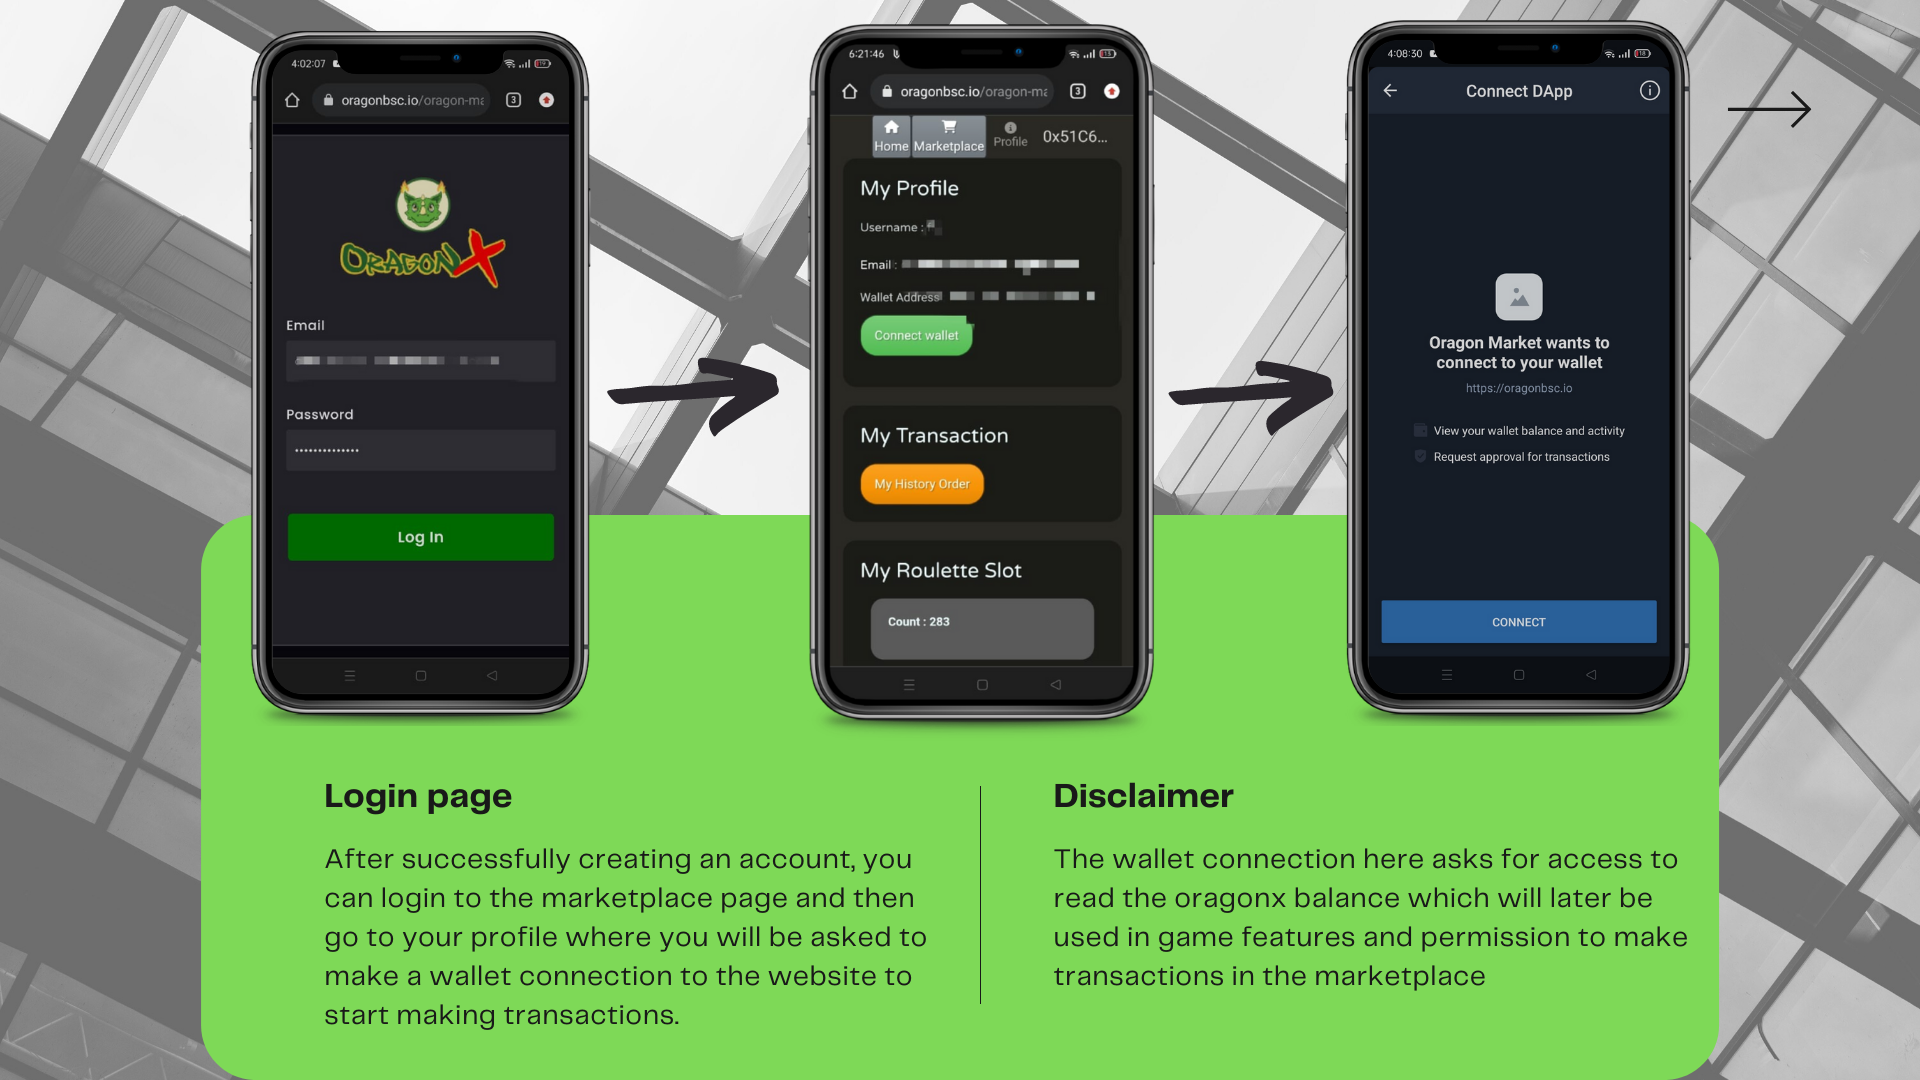 4:02:07
19
oragonbsc.io/oragon-ma
3
ORAGONX
Email
Password
Log In
6:21:46
13
oragonbsc.io/oragon-ma
3
Home
Marketplace
Profile
0x51C6...
My Profile
Username :
Email :
Wallet Address
Connect wallet
My Transaction
My History Order
My Roulette Slot
Count : 283
4:08:30
18
Connect DApp
Oragon Market wants to
connect to your wallet
https://oragonbsc.io
View your wallet balance and activity
Request approval for transactions
CONNECT
Login page
After successfully creating an account, you
can login to the marketplace page and then
go to your profile where you will be asked to
make a wallet connection to the website to
start making transactions.
Disclaimer
The wallet connection here asks for access to
read the oragonx balance which will later be
used in game features and permission to make
transactions in the marketplace